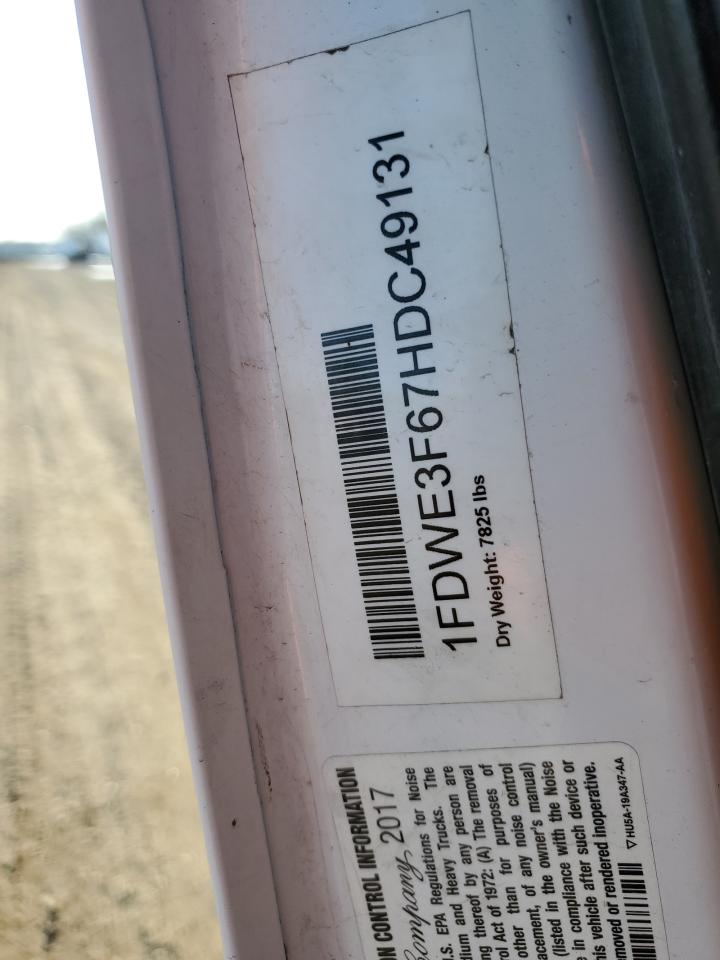 1FDWE3F67HDC49131
Dry Weight: 7825 lbs
ON CONTROL INFORMATION
Company, 2017
EPA Regulations for Noise
and Heavy Trucks. The
thereof by any person are
Act of 1972: (A) The removal
other than for purposes of
of any noise control
(listed in the owner's manual)
in compliance with the Noise
vehicle after such device or
removed or rendered inoperative.
▽HU5A-19A347-AA